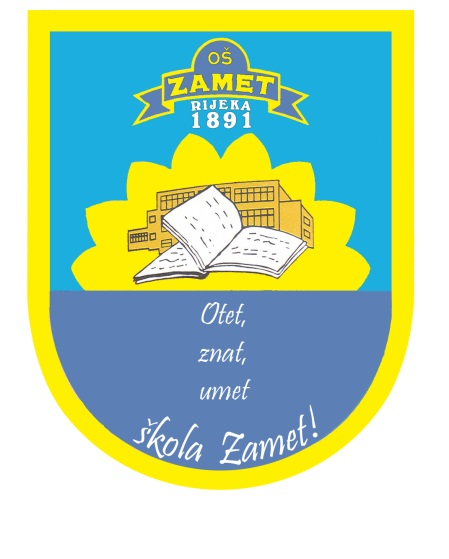 OŠ
ZAMET
RIJEKA
1891
Otet,
znat,
umet
škola Zamet!